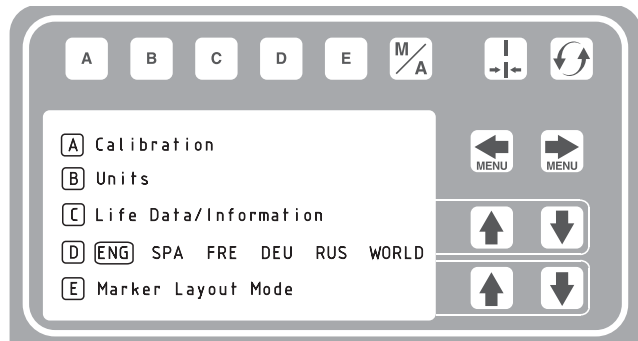 A B C D E M/A
MENU MENU
A Calibration
B Units
C Life Data/Information
D ENG SPA FRE DEU RUS WORLD
E Marker Layout Mode